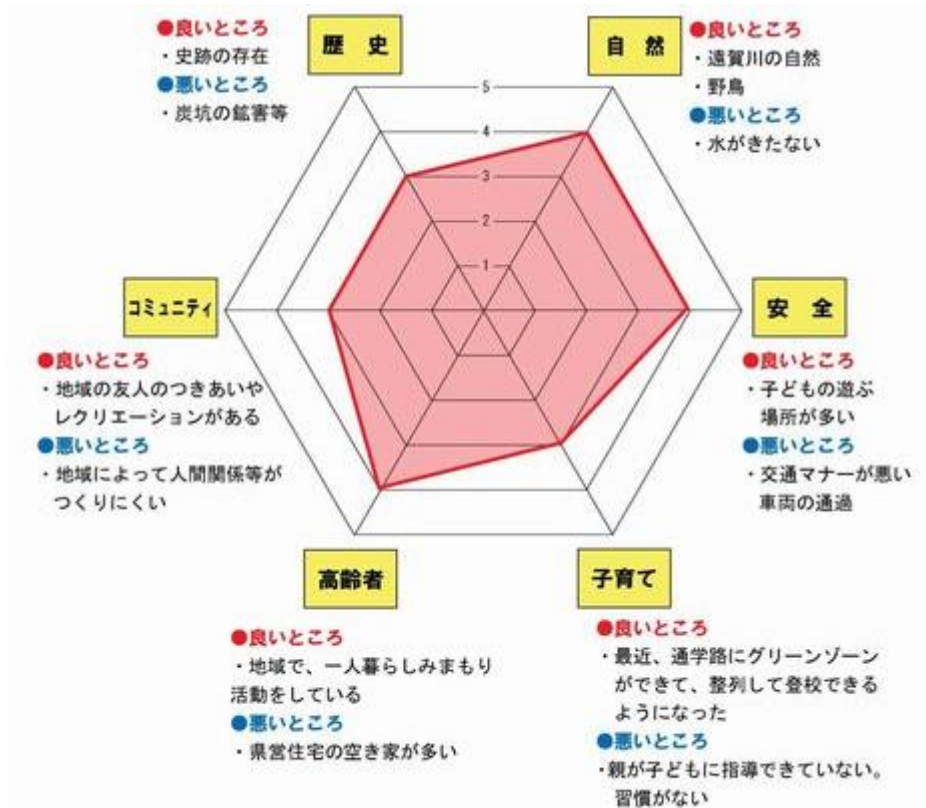 歴史
●良いところ
・史跡の存在
●悪いところ
・炭坑の鉱害等
自然
●良いところ
・遠賀川の自然
・野鳥
●悪いところ
・水がきたない
5
4
3
2
1
コミュニティ
●良いところ
・地域の友人のつきあいや
レクリエーションがある
●悪いところ
・地域によって人間関係等が
つくりにくい
安全
●良いところ
・子どもの遊ぶ
場所が多い
●悪いところ
・交通マナーが悪い
車両の通過
高齢者
●良いところ
・地域で、一人暮らしみまもり
活動をしている
●悪いところ
・県営住宅の空き家が多い
子育て
●良いところ
・最近、通学路にグリーンゾーン
ができて、整列して登校できる
ようになった
●悪いところ
・親が子どもに指導できていない。
習慣がない